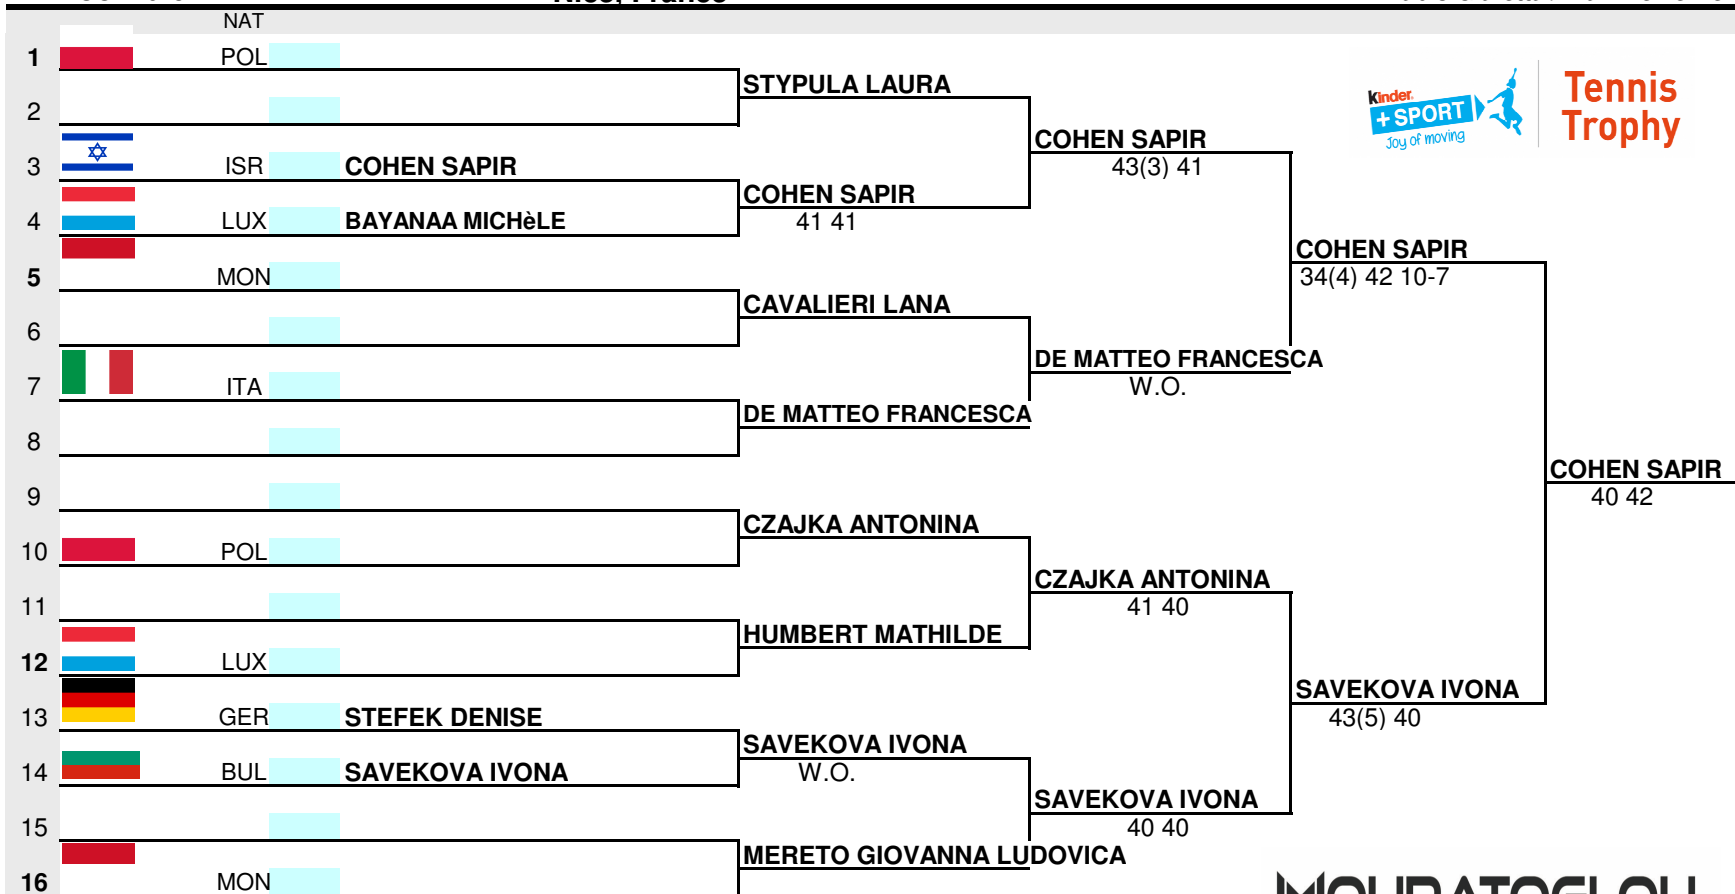 Nice, France
NAT
1 POL
STYPULA LAURA
2
COHEN SAPIR
43(3) 41
3 ISR COHEN SAPIR
COHEN SAPIR
41 41
4 LUX BAYANAA MICHèLE
COHEN SAPIR
34(4) 42 10-7
5 MON
CAVALIERI LANA
6
DE MATTEO FRANCESCA
W.O.
7 ITA
DE MATTEO FRANCESCA
8
COHEN SAPIR
40 42
9
CZAJKA ANTONINA
10 POL
CZAJKA ANTONINA
41 40
11
HUMBERT MATHILDE
12 LUX
SAVEKOVA IVONA
43(5) 40
13 GER STEFEK DENISE
SAVEKOVA IVONA
W.O.
14 BUL SAVEKOVA IVONA
SAVEKOVA IVONA
40 40
15
MERETO GIOVANNA LUDOVICA
16 MON
Kinder
+ SPORT
Joy of moving
Tennis
Trophy
MOURATOGLOU